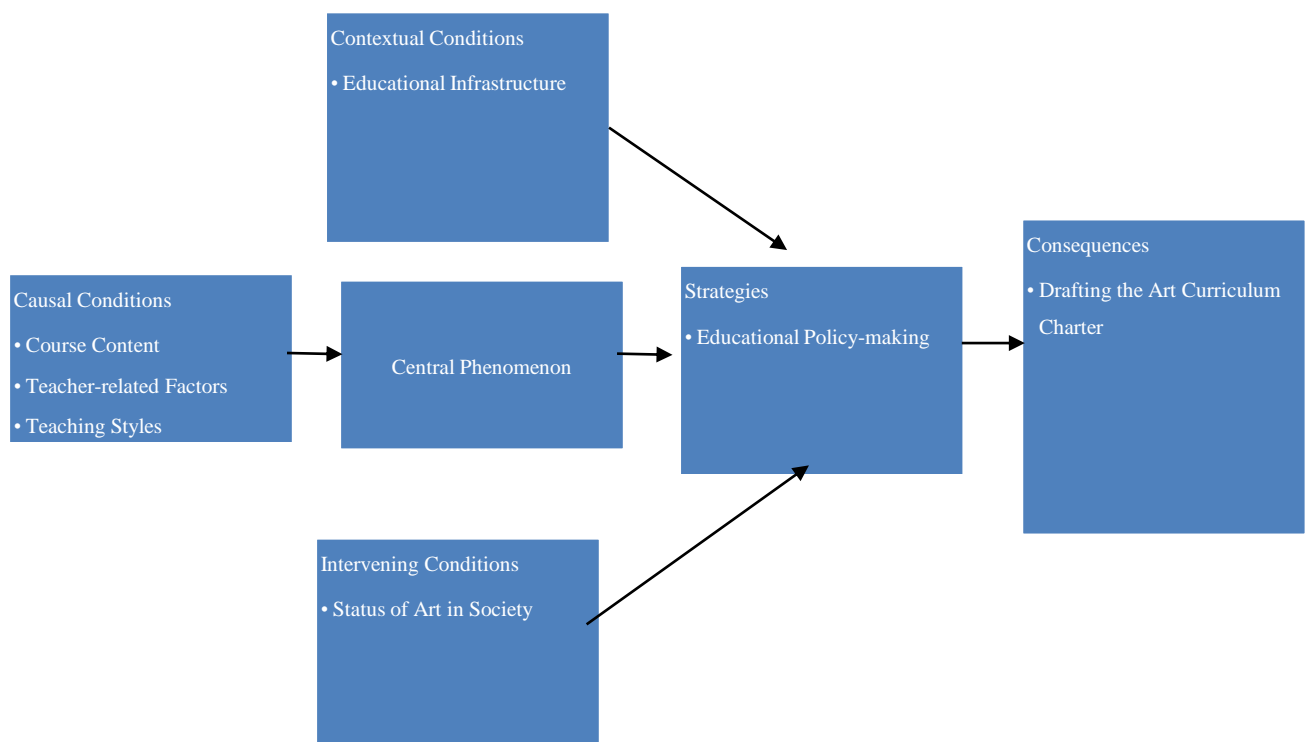 Contextual Conditions
• Educational Infrastructure
Causal Conditions
• Course Content
• Teacher-related Factors
• Teaching Styles
Central Phenomenon
Strategies
• Educational Policy-making
Consequences
• Drafting the Art Curriculum
Charter
Intervening Conditions
• Status of Art in Society